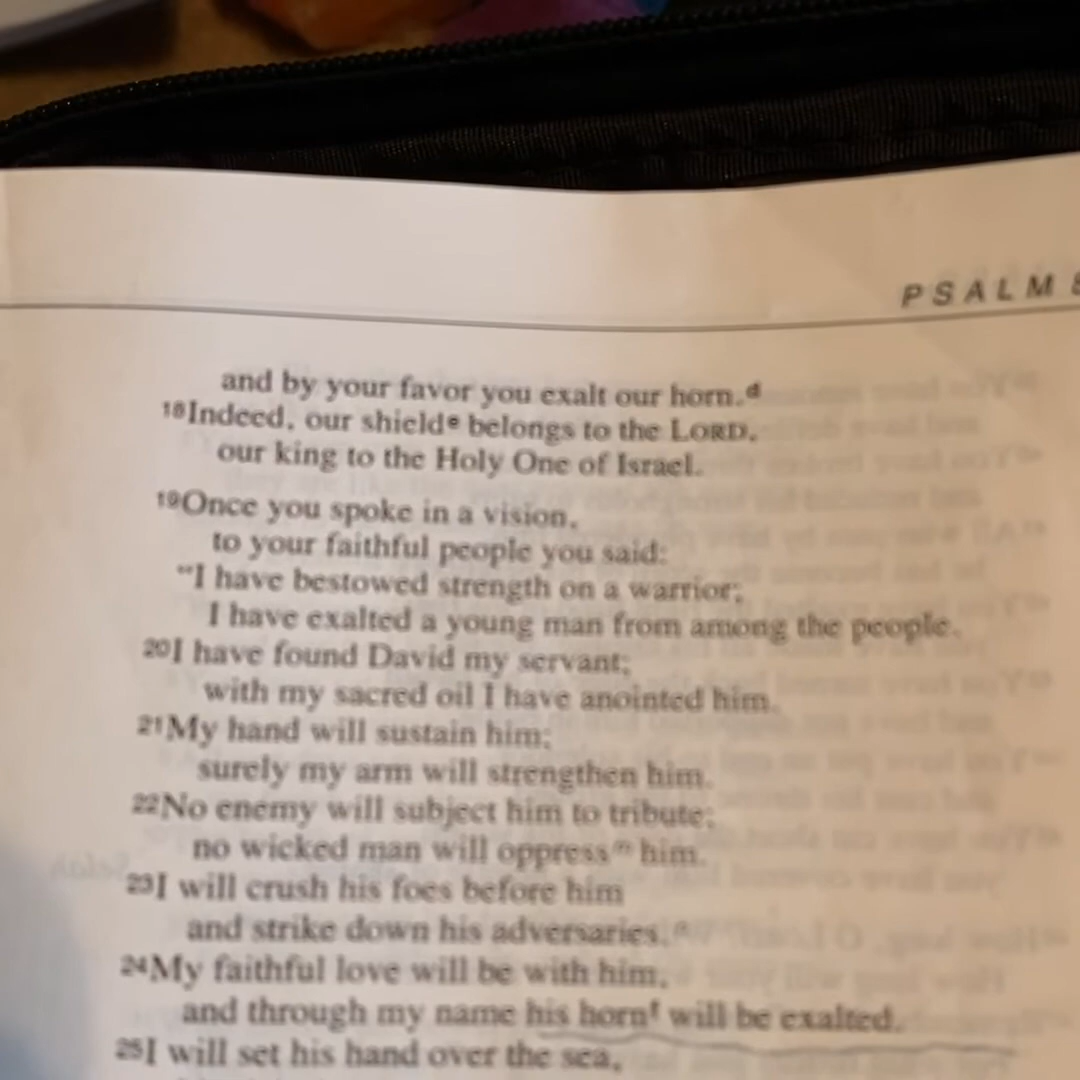 PSALM 8
and by your favor you exalt our horn.d
18Indeed, our shielde belongs to the LORD,
our king to the Holy One of Israel.
19Once you spoke in a vision,
to your faithful people you said:
"I have bestowed strength on a warrior;
I have exalted a young man from among the people.
20I have found David my servant;
with my sacred oil I have anointed him.
21My hand will sustain him;
surely my arm will strengthen him.
22No enemy will subject him to tribute;
no wicked man will oppressm him.
23I will crush his foes before him
and strike down his adversaries.n
24My faithful love will be with him,
and through my name his hornf will be exalted.
25I will set his hand over the sea,